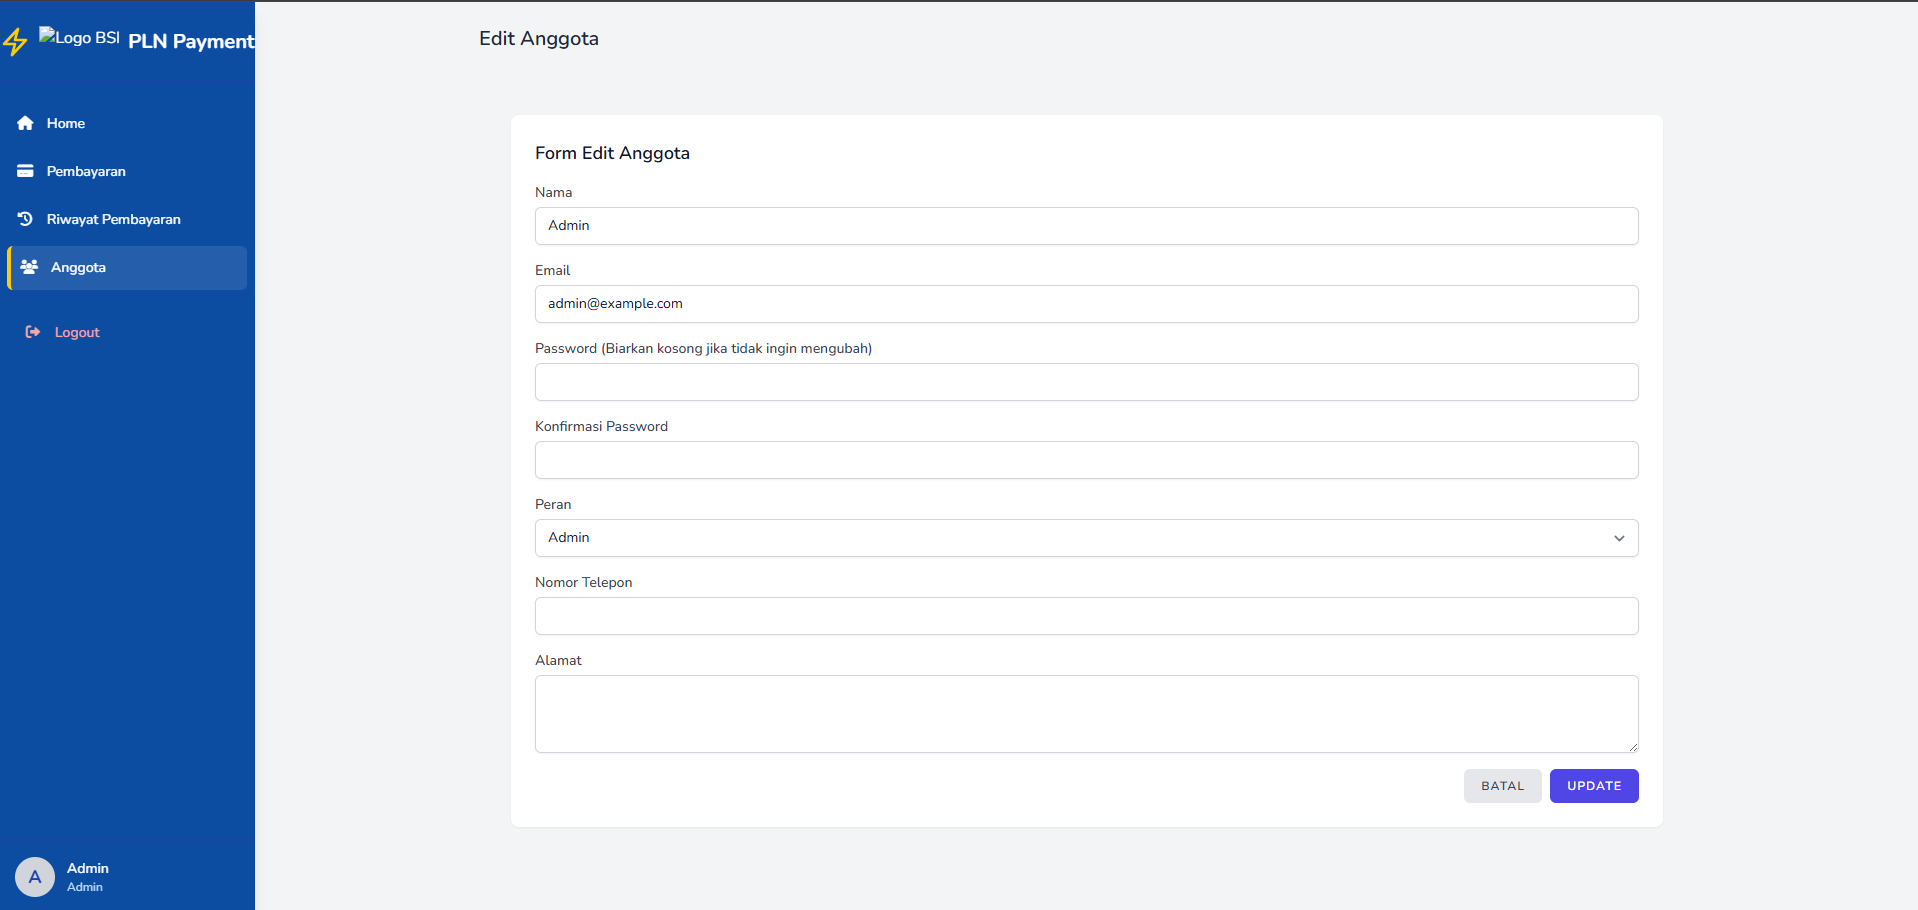 Logo BSI PLN Payment
Home
Pembayaran
Riwayat Pembayaran
Anggota
Logout
A
Admin
Admin
Edit Anggota
Form Edit Anggota
Nama
Admin
Email
admin@example.com
Password (Biarkan kosong jika tidak ingin mengubah)
Konfirmasi Password
Peran
Admin
Nomor Telepon
Alamat
BATAL UPDATE